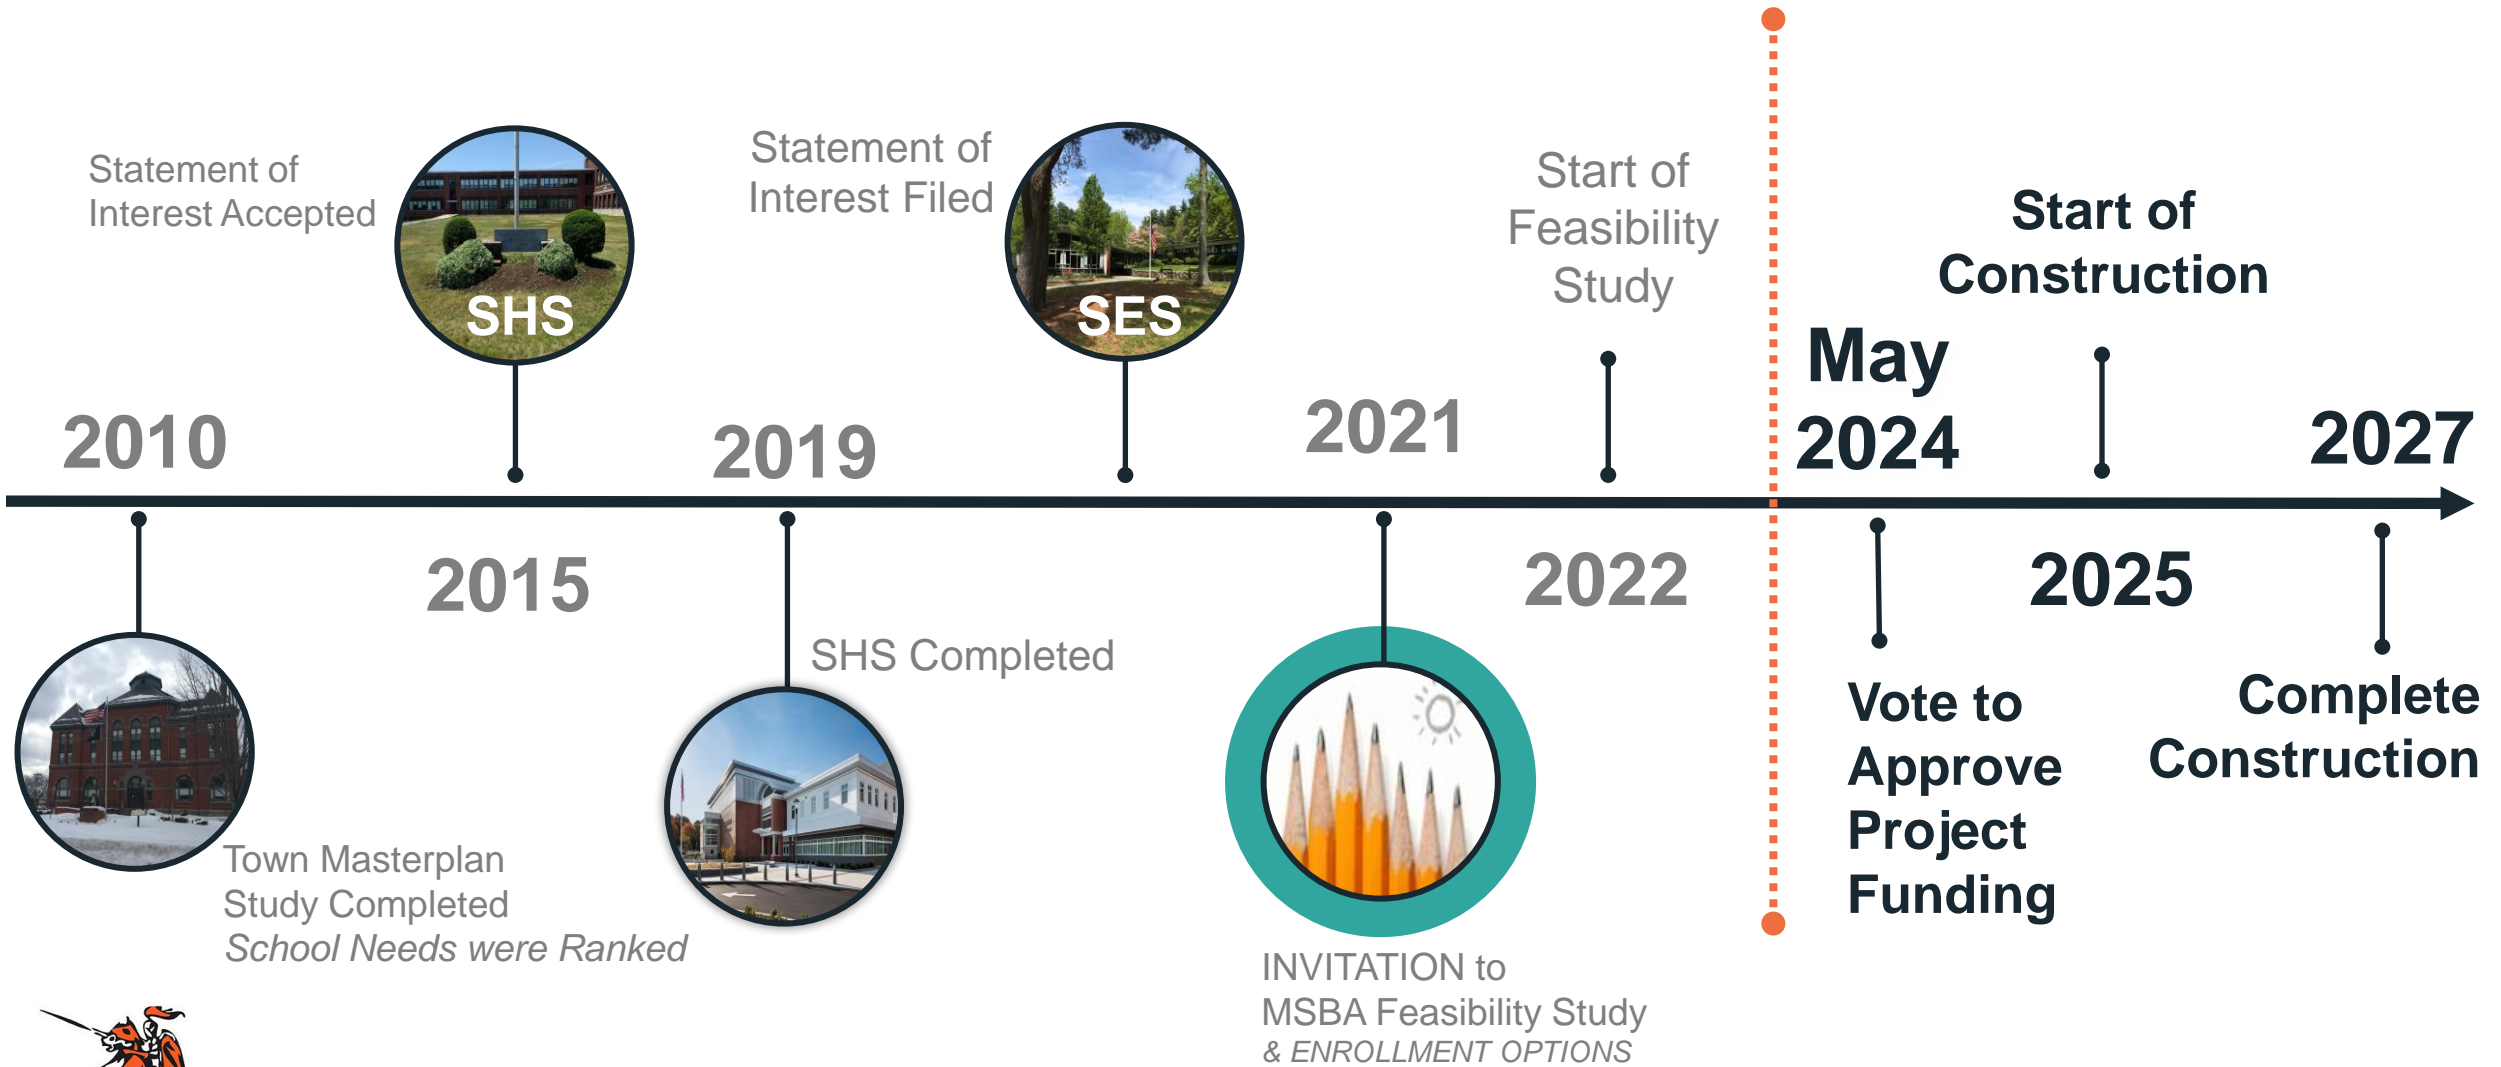 Statement of
Interest Accepted
SHS
Statement of
Interest Filed
SES
Start of
Feasibility
Study
Start of
Construction
May
2024
2010
2019
2021
2027
2015
2022
2025
SHS Completed
Town Masterplan
Study Completed
School Needs were Ranked
INVITATION to
MSBA Feasibility Study
& ENROLLMENT OPTIONS
Vote to
Approve
Project
Funding
Complete
Construction